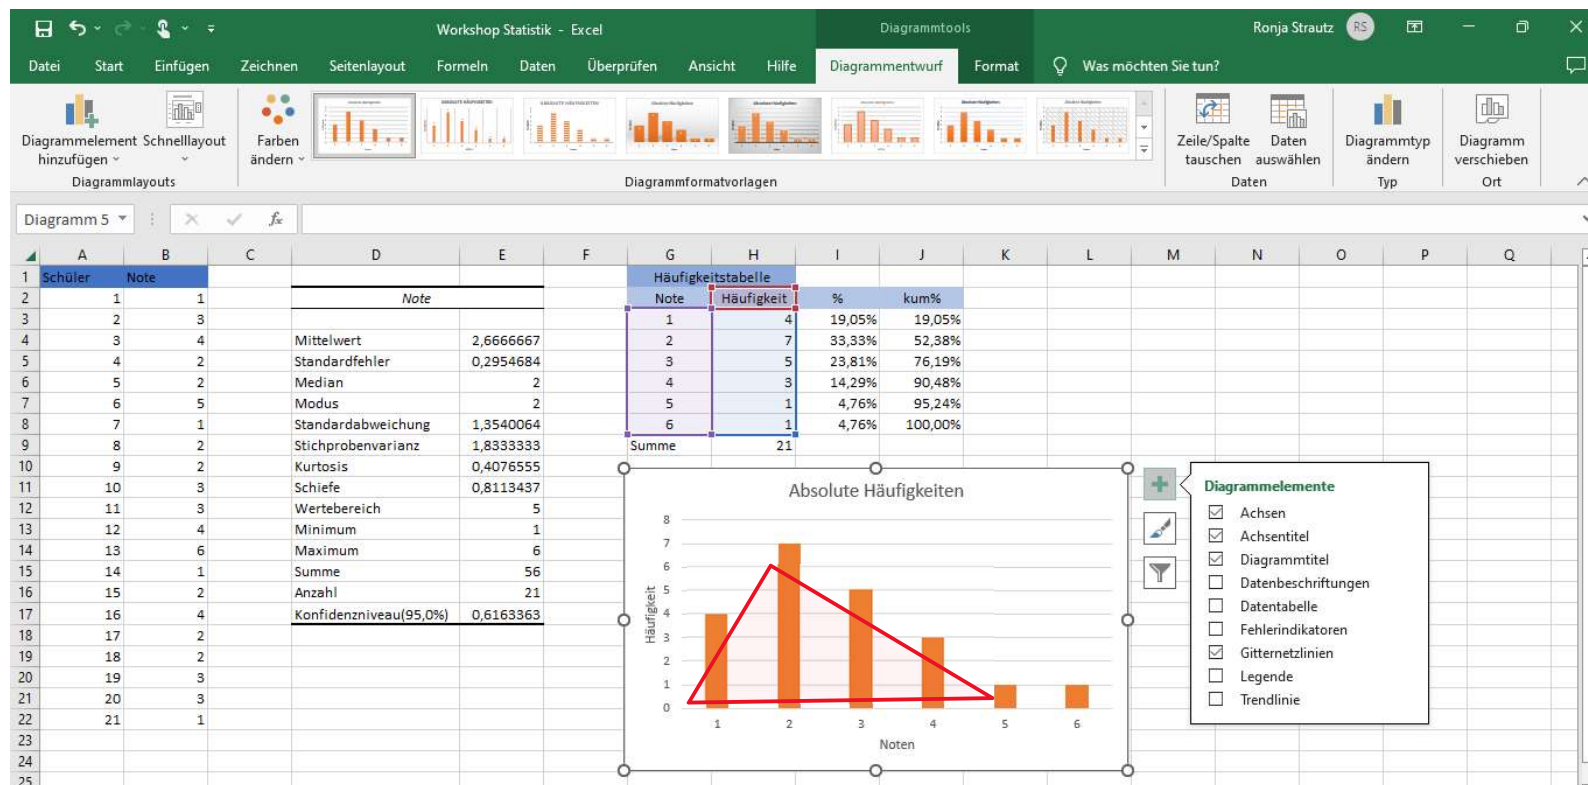 Workshop Statistik - Excel
Diagrammtools
Ronja Strautz RS
Datei Start Einfügen Zeichnen Seitenlayout Formeln Daten Überprüfen Ansicht Hilfe Diagrammentwurf Format Was möchten Sie tun?
Diagrammelement hinzufügen
Schnelllayout
Farben ändern
Zeile/Spalte tauschen
Daten auswählen
Diagrammtyp ändern
Diagramm verschieben
Diagrammlayouts
Diagrammformatvorlagen
Daten
Typ
Ort
Diagramm 5 fx
A B C D E F G H I J K L M N O P Q
1 Schüler Note Häufigkeitstabelle
2 1 1 Note Note Häufigkeit % kum%
3 2 3 1 4 19,05% 19,05%
4 3 4 Mittelwert 2,6666667 2 7 33,33% 52,38%
5 4 2 Standardfehler 0,2954684 3 5 23,81% 76,19%
6 5 2 Median 2 4 3 14,29% 90,48%
7 6 5 Modus 2 5 1 4,76% 95,24%
8 7 1 Standardabweichung 1,3540064 6 1 4,76% 100,00%
9 8 2 Stichprobenvarianz 1,8333333 Summe 21
10 9 2 Kurtosis 0,4076555
11 10 3 Schiefe 0,8113437
12 11 3 Wertebereich 5
13 12 4 Minimum 1
14 13 6 Maximum 6
15 14 1 Summe 56
16 15 2 Anzahl 21
17 16 4 Konfidenzniveau(95,0%) 0,6163363
18 17 2
19 18 2
20 19 3
21 20 3
22 21 1
23
24
25
Absolute Häufigkeiten
8
7
6
5
4
3
2
1
0
Häufigkeit
1 2 3 4 5 6
Noten
Diagrammelemente
Achsen
Achsentitel
Diagrammtitel
Datenbeschriftungen
Datentabelle
Fehlerindikatoren
Gitternetzlinien
Legende
Trendlinie